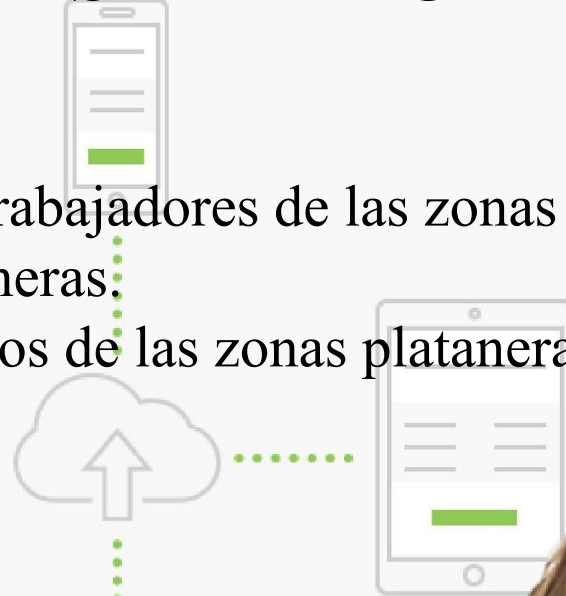 rabajadores de las zonas
neras.
os de las zonas platanera